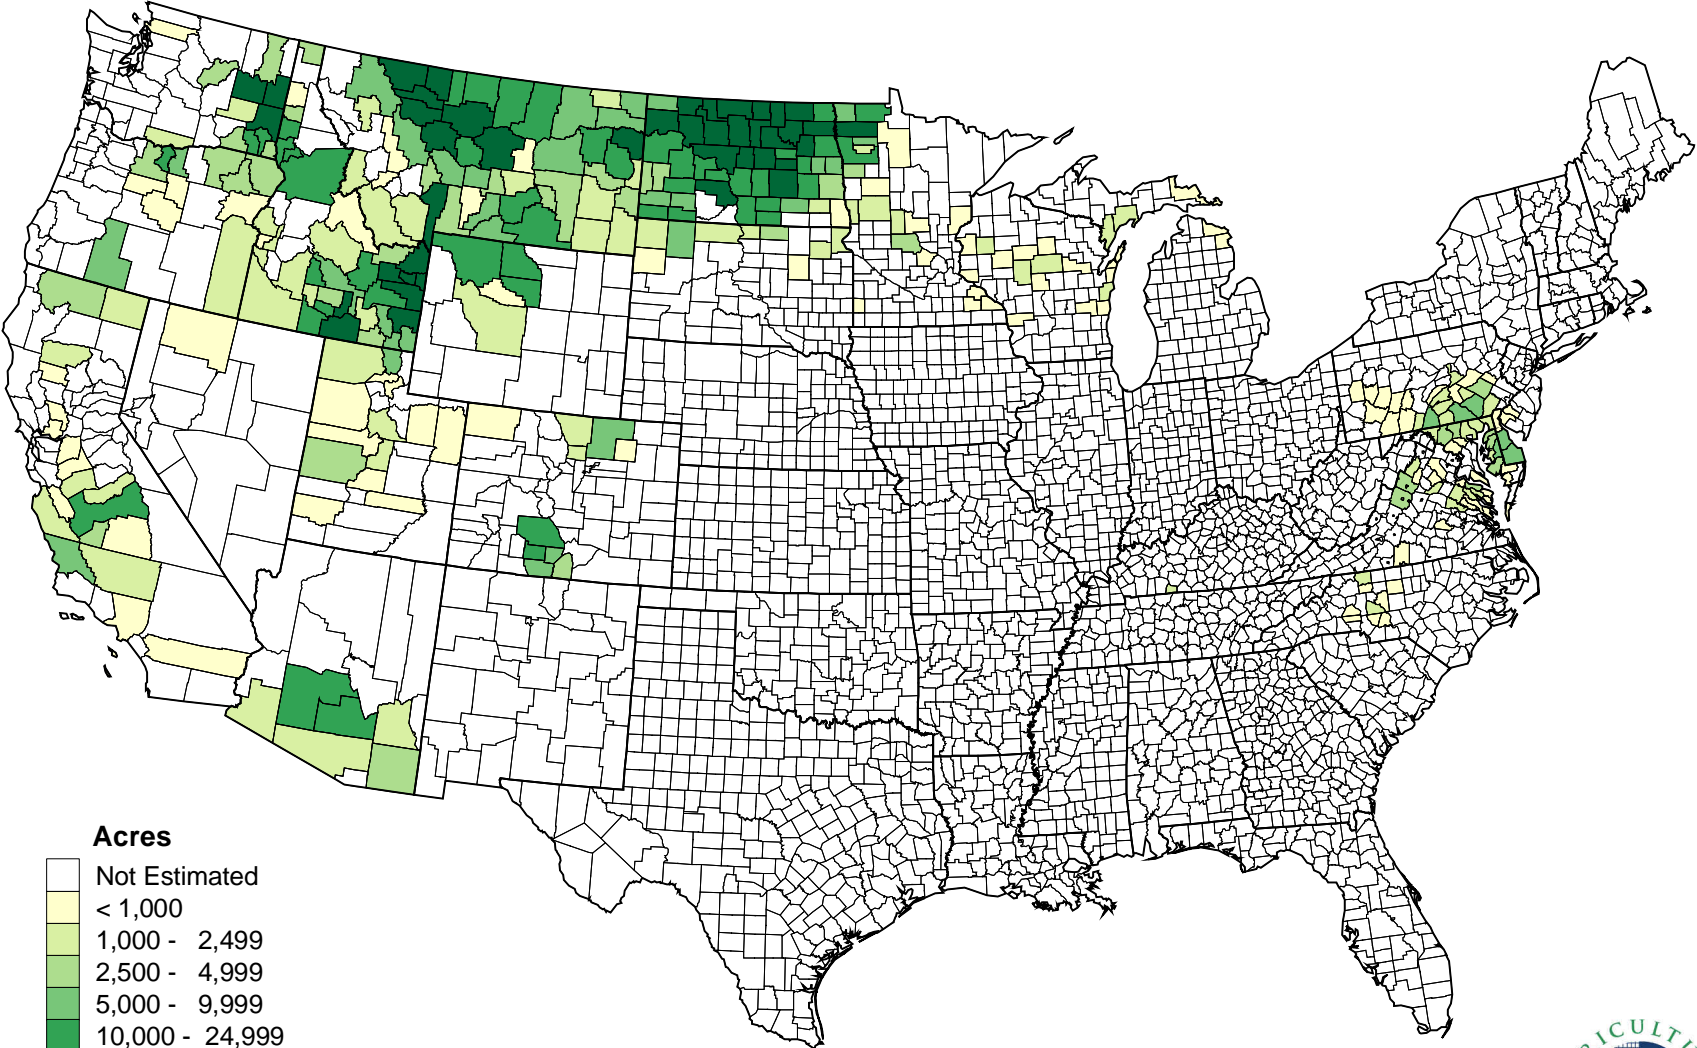 Acres
Not Estimated
< 1,000
1,000 - 2,499
2,500 - 4,999
5,000 - 9,999
10,000 - 24,999
RICULTU